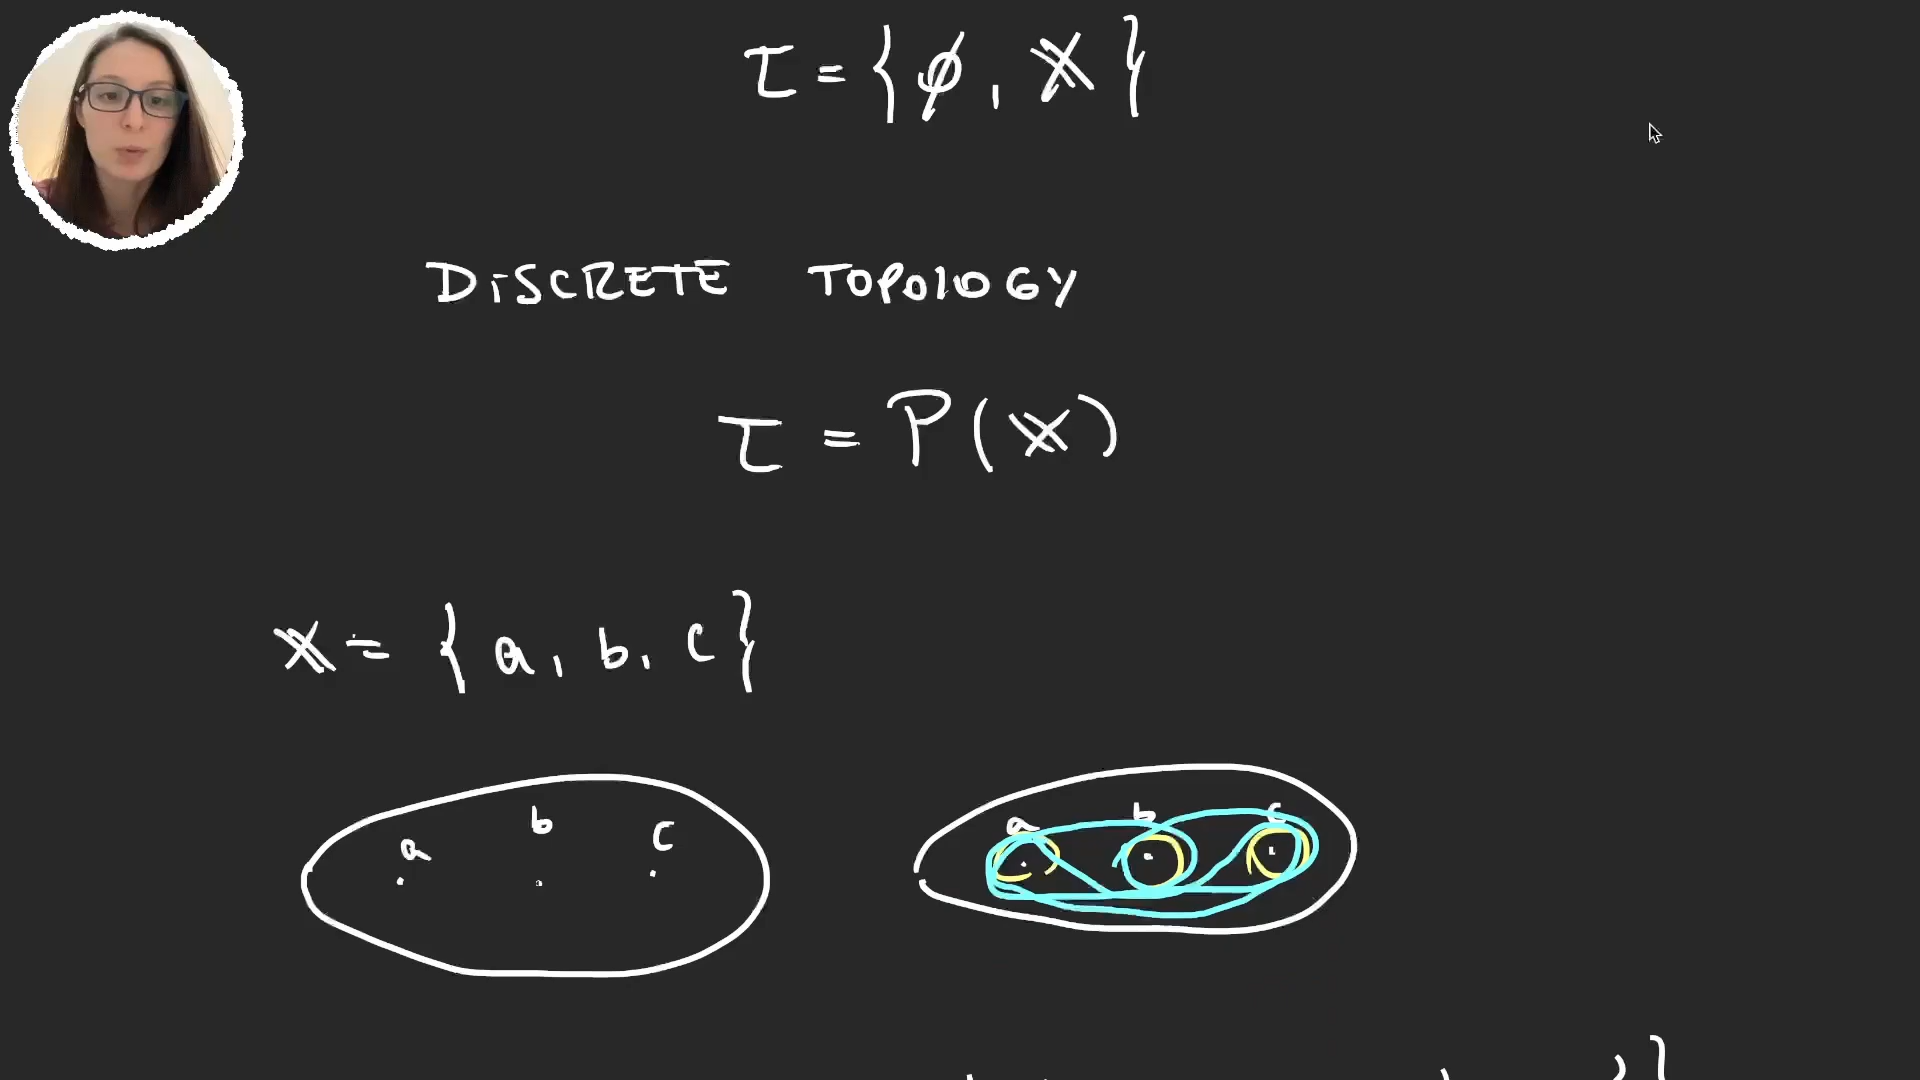 τ = {ϕ, X}
DISCRETE TOPOLOGY
τ = P(X)
X = {a, b, c}
a b c
a b c